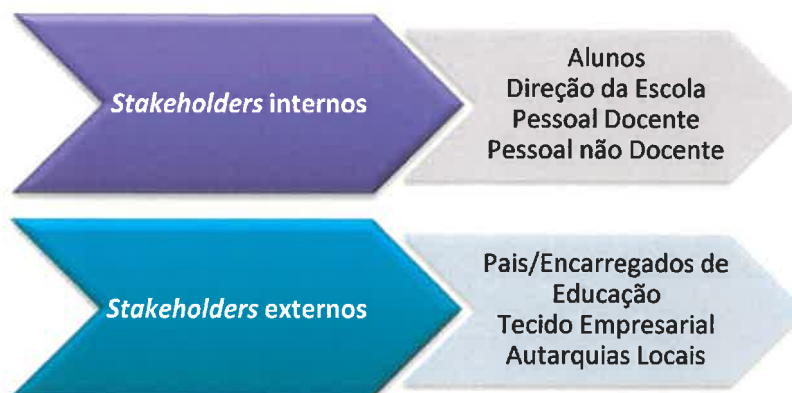 Stakeholders internos
Alunos
Direção da Escola
Pessoal Docente
Pessoal não Docente
Stakeholders externos
Pais/Encarregados de
Educação
Tecido Empresarial
Autarquias Locais